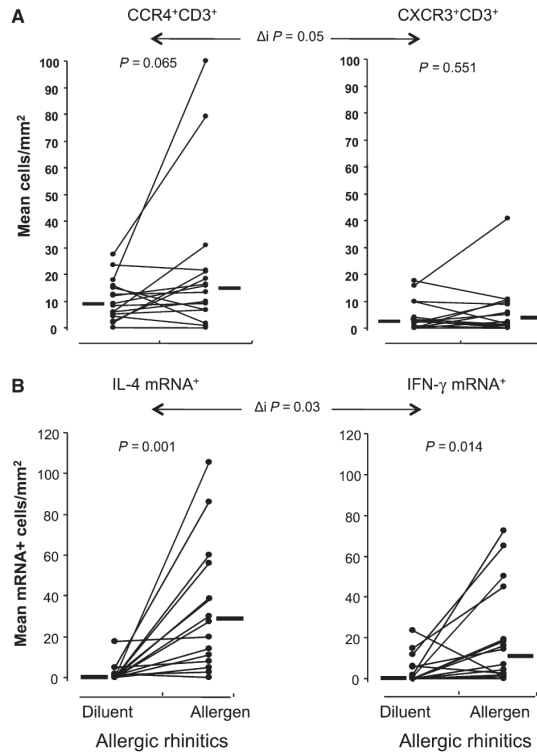 A
CCR4⁺CD3⁺ CXCR3⁺CD3⁺
Δi P = 0.05
P = 0.065 P = 0.551
Mean cells/mm²
100 100
90 90
80 80
70 70
60 60
50 50
40 40
30 30
20 20
10 10
0 0
B
IL-4 mRNA⁺ IFN-γ mRNA⁺
Δi P = 0.03
P = 0.001 P = 0.014
Mean mRNA+ cells/mm²
120 120
100 100
80 80
60 60
40 40
20 20
0 0
Diluent Allergen Diluent Allergen
Allergic rhinitics Allergic rhinitics